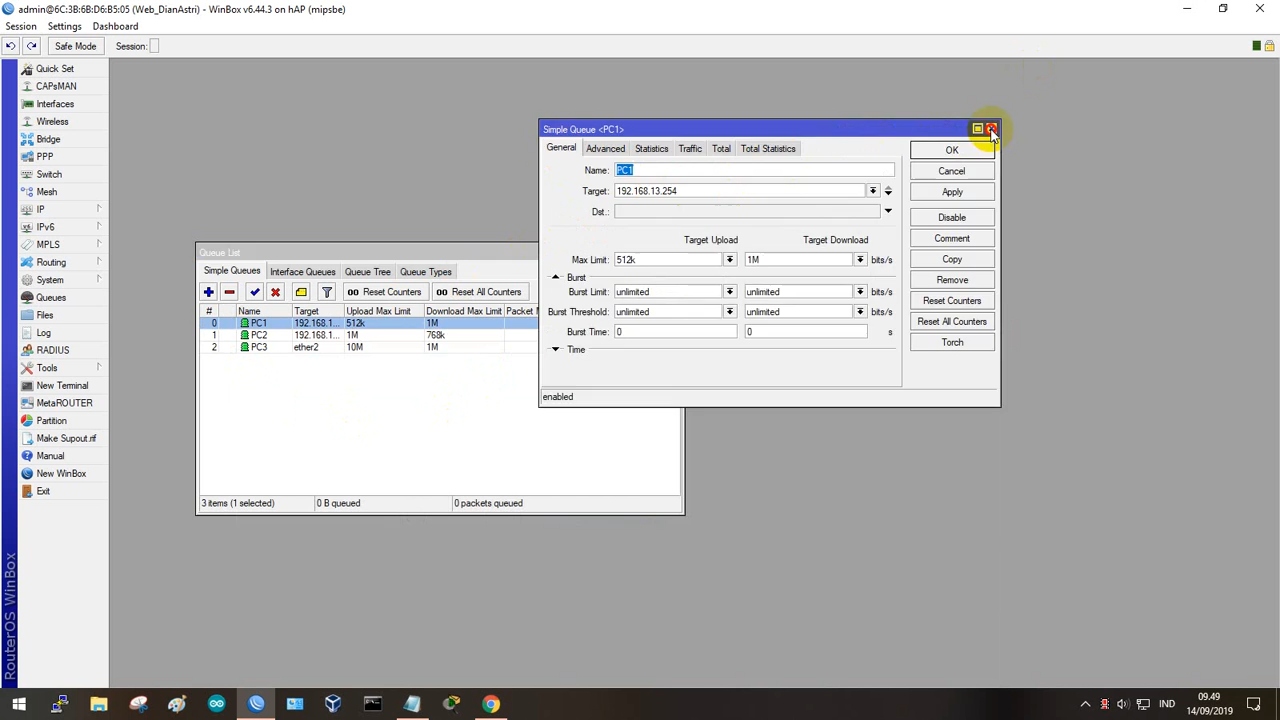 admin@6C:3B:6B:D6:B5:05 (Web_DianAstri) - WinBox v6.44.3 on hAP (mipsbe)
Session Settings Dashboard
Safe Mode Session:
Quick Set
CAPsMAN
Interfaces
Wireless
Bridge
PPP
Switch
Mesh
IP
IPv6
MPLS
Routing
System
Queues
Files
Log
RADIUS
Tools
New Terminal
MetaROUTER
Partition
Make Supout.rif
Manual
New WinBox
Exit
RouterOS WinBox
Queue List
Simple Queues Interface Queues Queue Tree Queue Types
00 Reset Counters 00 Reset All Counters
# Name Target Upload Max Limit Download Max Limit Packet M
0 PC1 192.168.1... 512k 1M
1 PC2 192.168.1... 1M 768k
2 PC3 ether2 10M 1M
3 items (1 selected) 0 B queued 0 packets queued
Simple Queue <PC1>
General Advanced Statistics Traffic Total Total Statistics
Name: PC1
Target: 192.168.13.254
Dst.:
Target Upload Target Download
Max Limit: 512k 1M bits/s
Burst
Burst Limit: unlimited unlimited bits/s
Burst Threshold: unlimited unlimited bits/s
Burst Time: 0 0 s
Time
enabled
OK
Cancel
Apply
Disable
Comment
Copy
Remove
Reset Counters
Reset All Counters
Torch
IND
09.49
14/09/2019